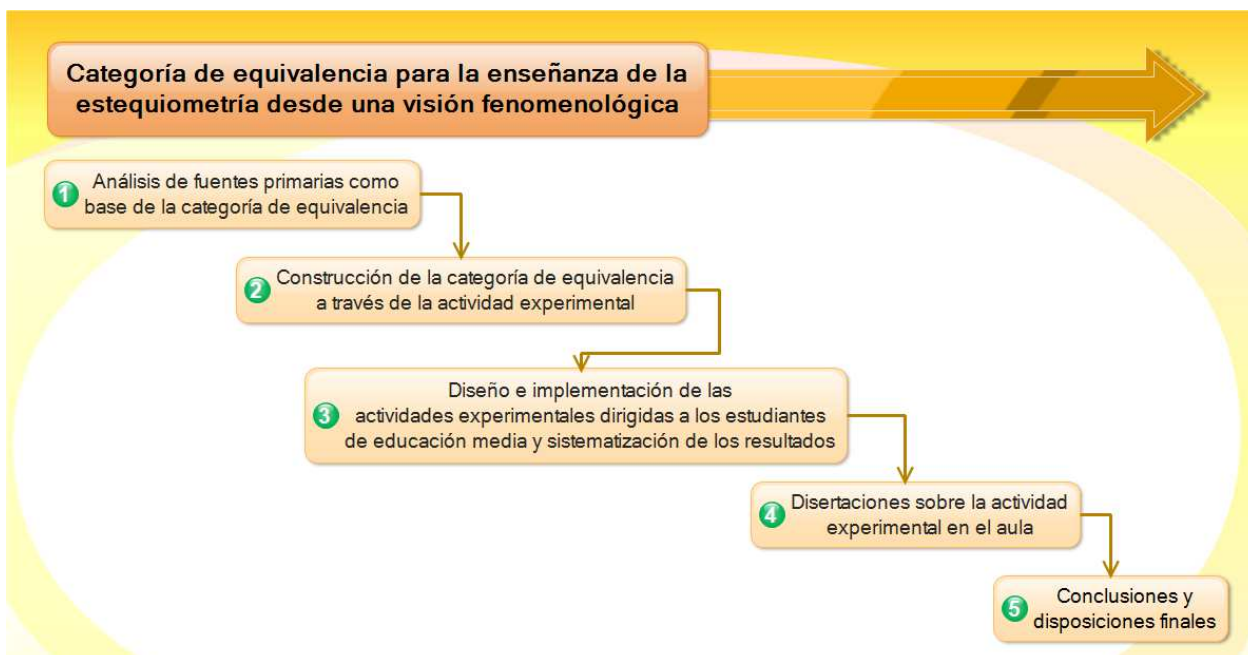 Categoría de equivalencia para la enseñanza de la
estequiometría desde una visión fenomenológica
1 Análisis de fuentes primarias como
base de la categoría de equivalencia
2 Construcción de la categoría de equivalencia
a través de la actividad experimental
Diseño e implementación de las
3 actividades experimentales dirigidas a los estudiantes
de educación media y sistematización de los resultados
4 Disertaciones sobre la actividad
experimental en el aula
5 Conclusiones y
disposiciones finales